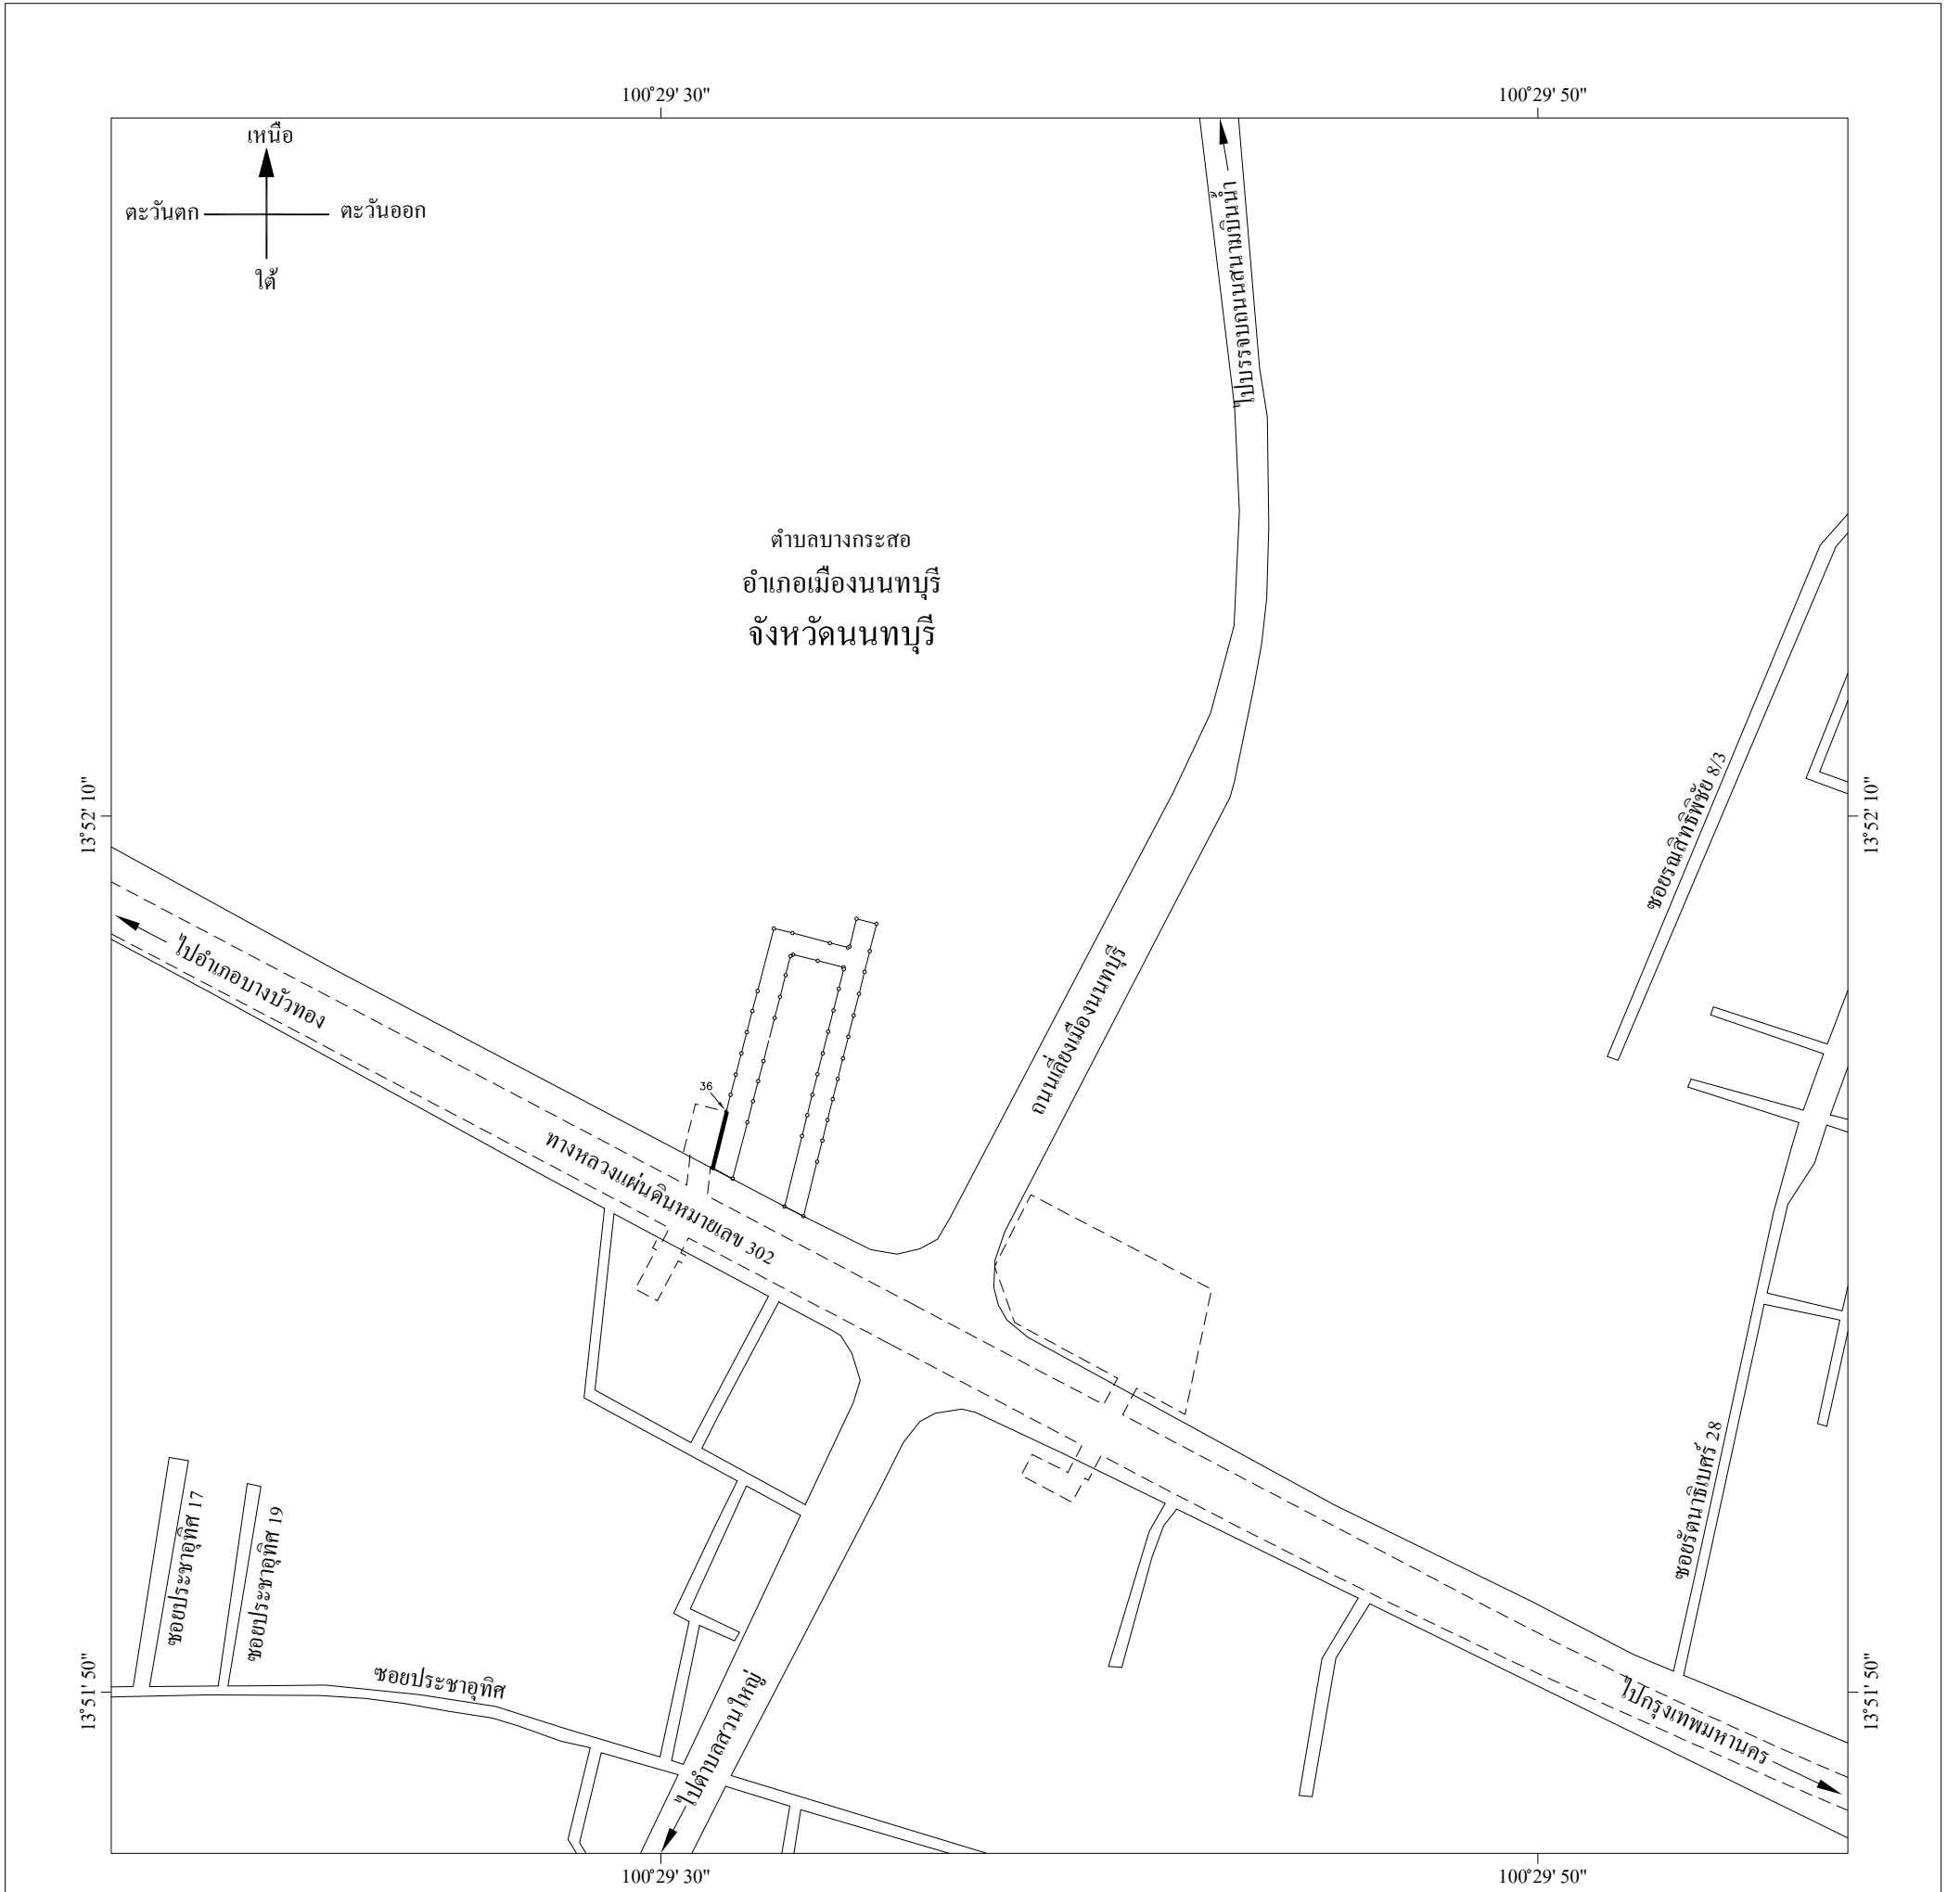 100°29' 30"
100°29' 50"
เหนือ
ตะวันตก
ตะวันออก
ใต้
ไปบรรจบถนนสนามบินน้ำ
ตำบลบางกระสอ
อำเภอเมืองนนทบุรี
จังหวัดนนทบุรี
13°52' 10"
13°52' 10"
ซอยรณสิทธิพิชัย 8/3
ไปอำเภอบางบัวทอง
ถนนเลี่ยงเมืองนนทบุรี
36
ทางหลวงแผ่นดินหมายเลข 302
ซอยรัตนาธิเบศร์ 28
ซอยประชาอุทิศ 17
ซอยประชาอุทิศ 19
ซอยประชาอุทิศ
ไปตำบลสวนใหญ่
ไปกรุงเทพมหานคร
13°51' 50"
13°51' 50"
100°29' 30"
100°29' 50"